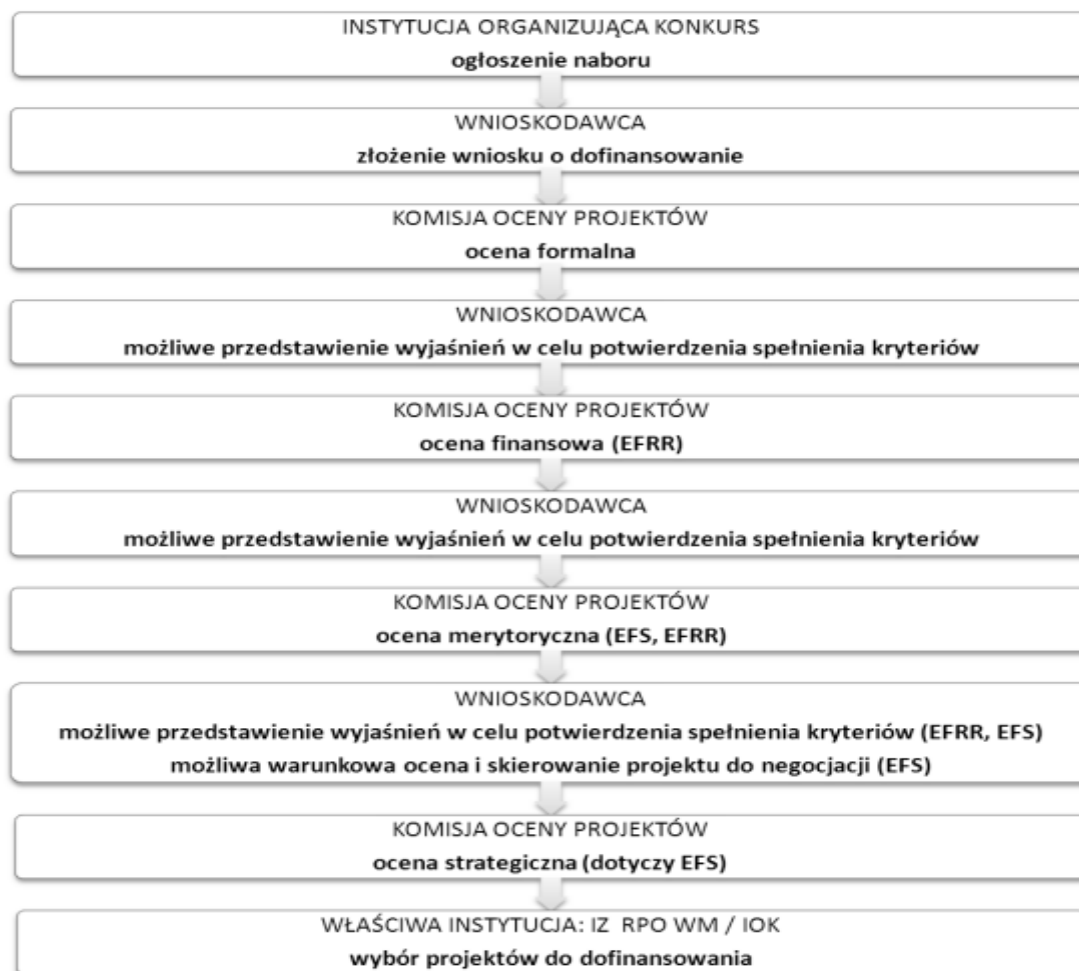 INSTYTUCJA ORGANIZUJĄCA KONKURS
ogłoszenie naboru
WNIOSKODAWCA
złożenie wniosku o dofinansowanie
KOMISJA OCENY PROJEKTÓW
ocena formalna
WNIOSKODAWCA
możliwe przedstawienie wyjaśnień w celu potwierdzenia spełnienia kryteriów
KOMISJA OCENY PROJEKTÓW
ocena finansowa (EFRR)
WNIOSKODAWCA
możliwe przedstawienie wyjaśnień w celu potwierdzenia spełnienia kryteriów
KOMISJA OCENY PROJEKTÓW
ocena merytoryczna (EFS, EFRR)
WNIOSKODAWCA
możliwe przedstawienie wyjaśnień w celu potwierdzenia spełnienia kryteriów (EFRR, EFS)
możliwa warunkowa ocena i skierowanie projektu do negocjacji (EFS)
KOMISJA OCENY PROJEKTÓW
ocena strategiczna (dotyczy EFS)
WŁAŚCIWA INSTYTUCJA: IZ RPO WM / IOK
wybór projektów do dofinansowania